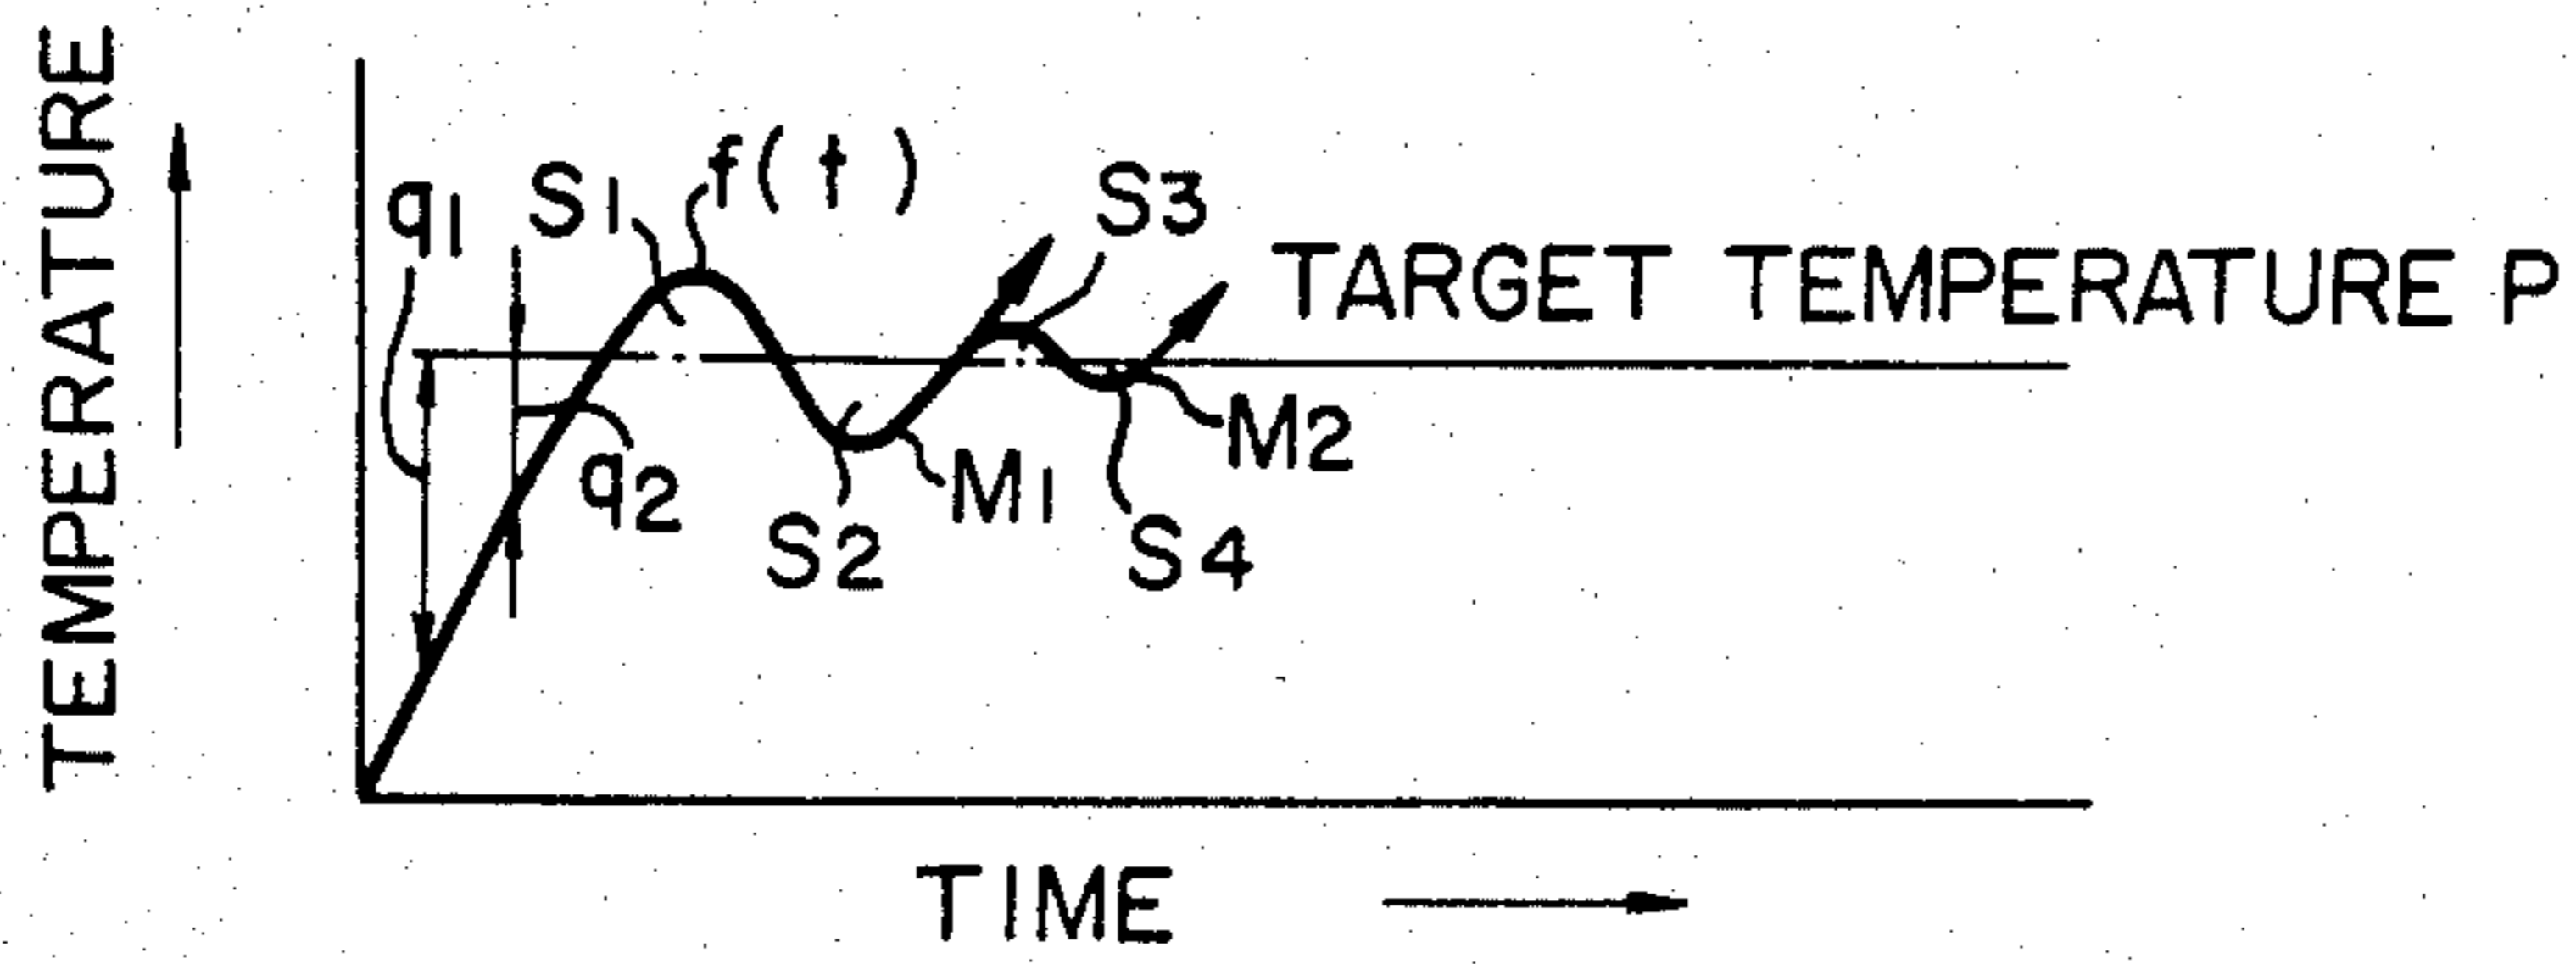 TEMPERATURE
q1
S1
f(t)
S3
TARGET TEMPERATURE P
q2
M1
M2
S2
S4
TIME